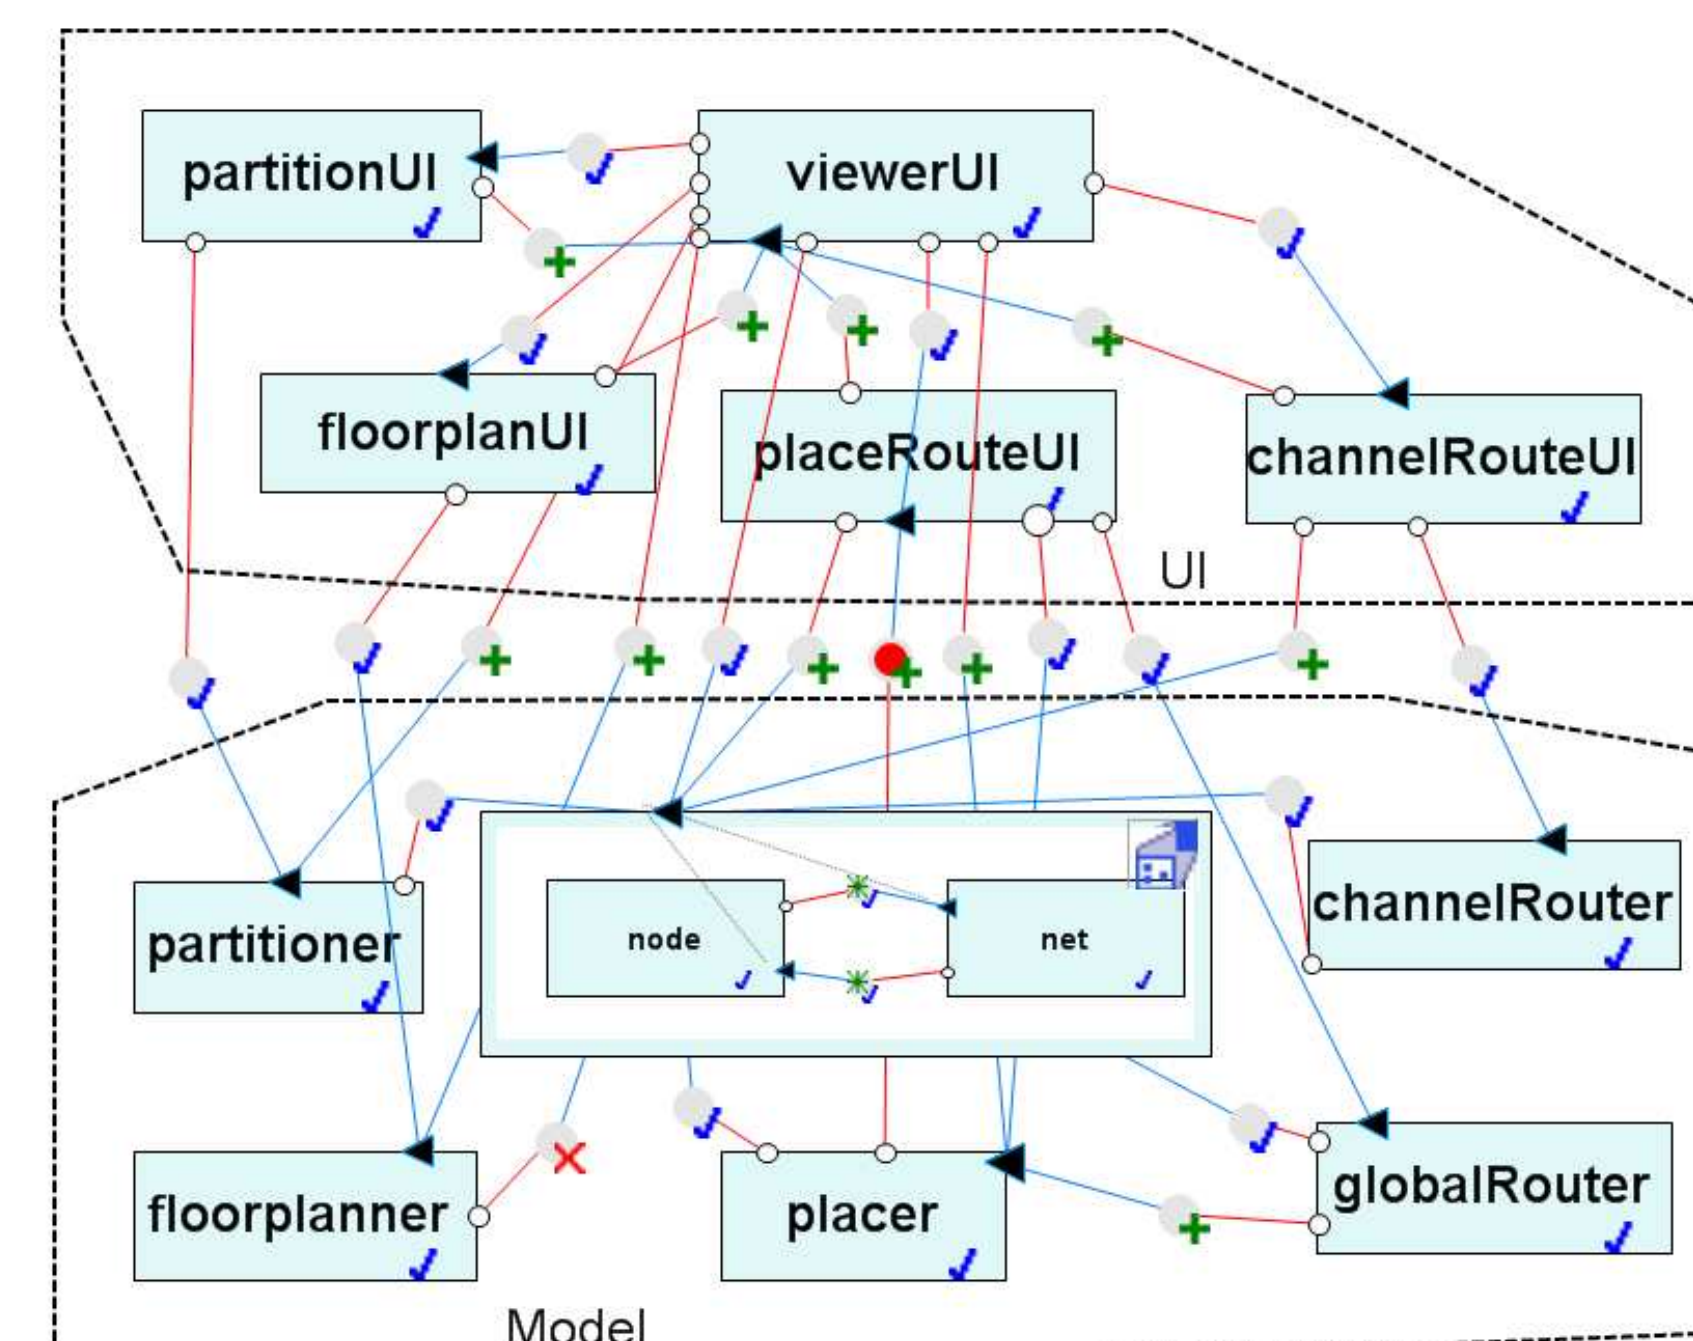 partitionUI
viewerUI
floorplanUI
placeRouteUI
channelRouteUI
UI
partitioner
node
net
channelRouter
floorplanner
placer
globalRouter
Model